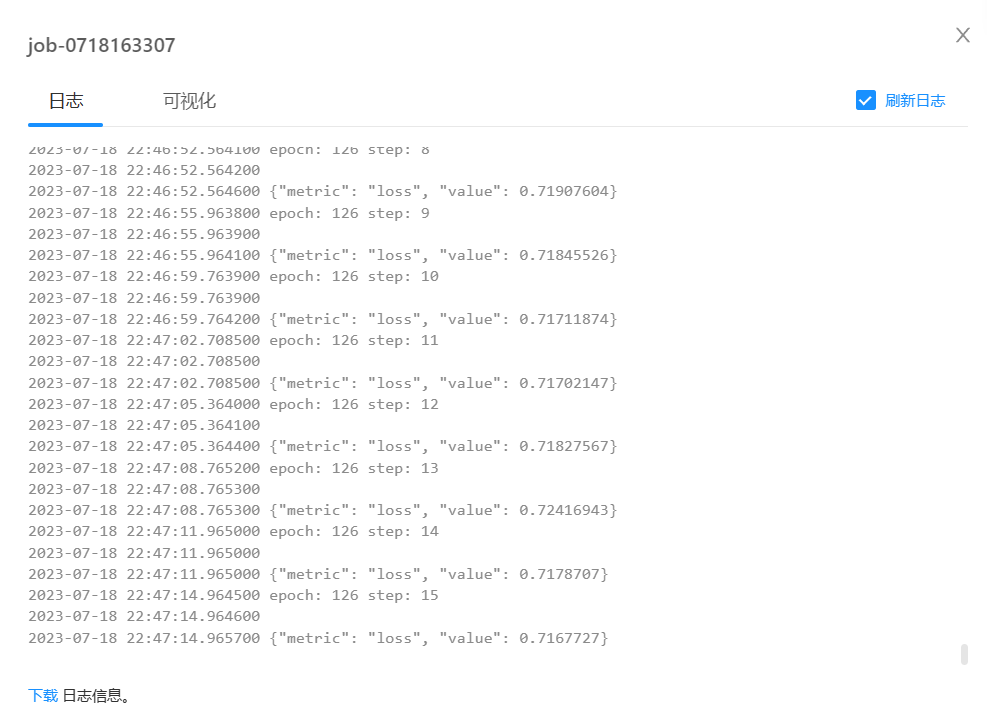 job-0718163307
日志
可视化
刷新日志
2023-07-18 22:46:52.564100 epoch: 126 step: 8
2023-07-18 22:46:52.564200
2023-07-18 22:46:52.564600 {"metric": "loss", "value": 0.71907604}
2023-07-18 22:46:55.963800 epoch: 126 step: 9
2023-07-18 22:46:55.963900
2023-07-18 22:46:55.964100 {"metric": "loss", "value": 0.71845526}
2023-07-18 22:46:59.763900 epoch: 126 step: 10
2023-07-18 22:46:59.763900
2023-07-18 22:46:59.764200 {"metric": "loss", "value": 0.71711874}
2023-07-18 22:47:02.708500 epoch: 126 step: 11
2023-07-18 22:47:02.708500
2023-07-18 22:47:02.708500 {"metric": "loss", "value": 0.71702147}
2023-07-18 22:47:05.364000 epoch: 126 step: 12
2023-07-18 22:47:05.364100
2023-07-18 22:47:05.364400 {"metric": "loss", "value": 0.71827567}
2023-07-18 22:47:08.765200 epoch: 126 step: 13
2023-07-18 22:47:08.765300
2023-07-18 22:47:08.765300 {"metric": "loss", "value": 0.72416943}
2023-07-18 22:47:11.965000 epoch: 126 step: 14
2023-07-18 22:47:11.965000
2023-07-18 22:47:11.965000 {"metric": "loss", "value": 0.7178707}
2023-07-18 22:47:14.964500 epoch: 126 step: 15
2023-07-18 22:47:14.964600
2023-07-18 22:47:14.965700 {"metric": "loss", "value": 0.7167727}
下载 日志信息。